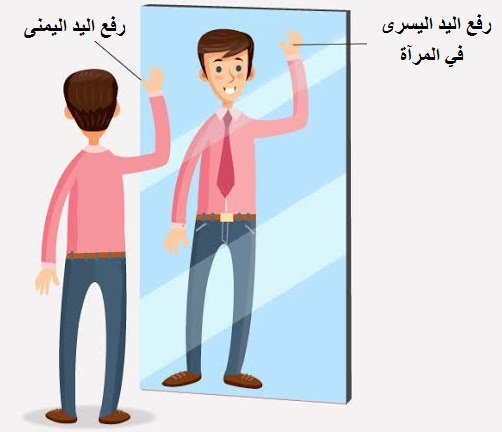 رفع اليد اليمنى
رفع اليد اليسرى
في المرآة